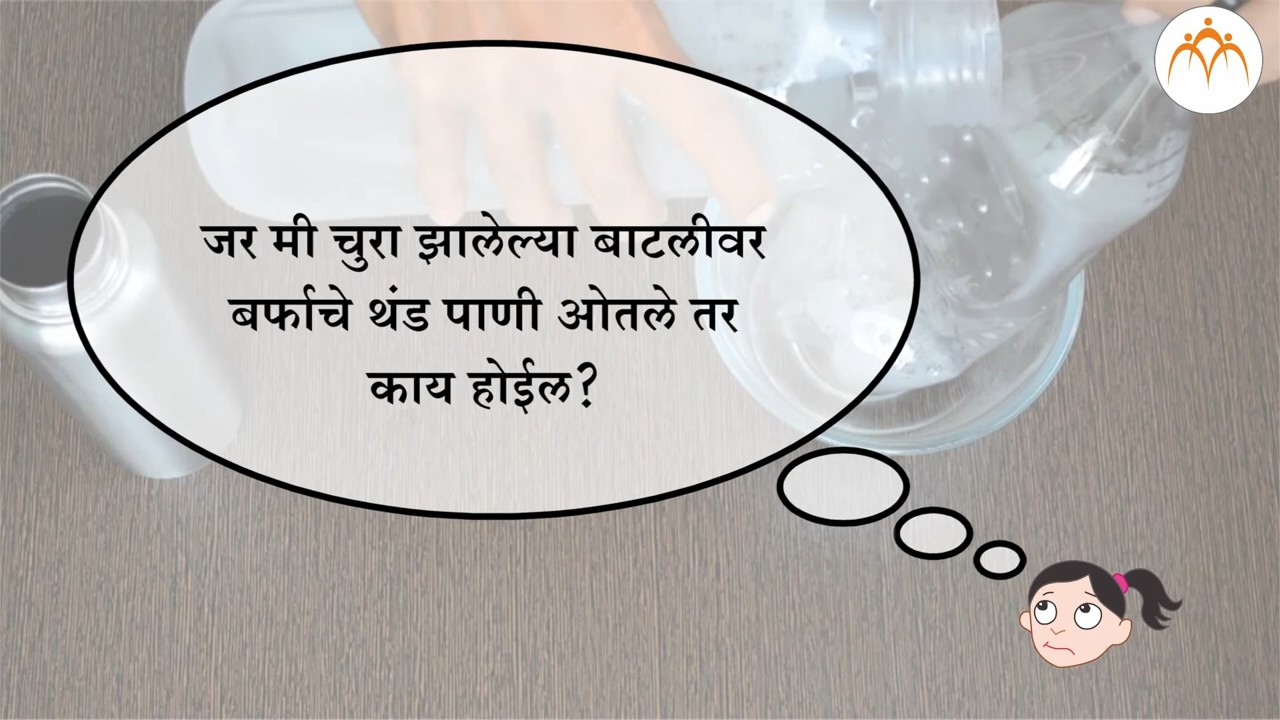 जर मी चुरा झालेल्या बाटलीवर
बर्फाचे थंड पाणी ओतले तर
काय होईल?